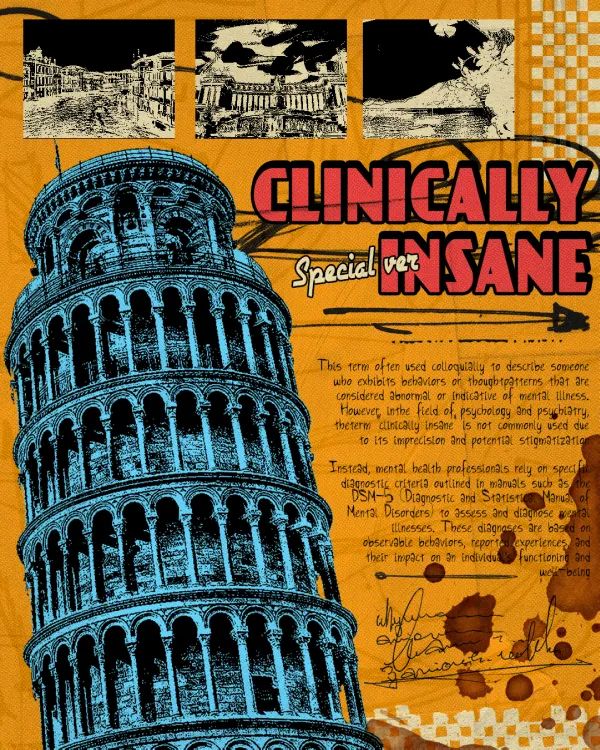 CLINICALLY
INSANE
Special ver
This term often used colloquially to describe someone
who exhibits behaviors or thoughtpatterns that are
considered abnormal or indicative of mental illness.
However, inthe field of psychology and psychiatry,
theterm clinically insane is not commonly used due
to its imprecision and potential stigmatization
Instead, mental health professionals rely on specific
diagnostic criteria outlined in manuals such as the
DSM-5 (Diagnostic and Statistical Manual of
Mental Disorders) to assess and diagnose mental
illnesses. These diagnoses are based on
observable behaviors, reported experiences, and
their impact on an individual's functioning and
well-being